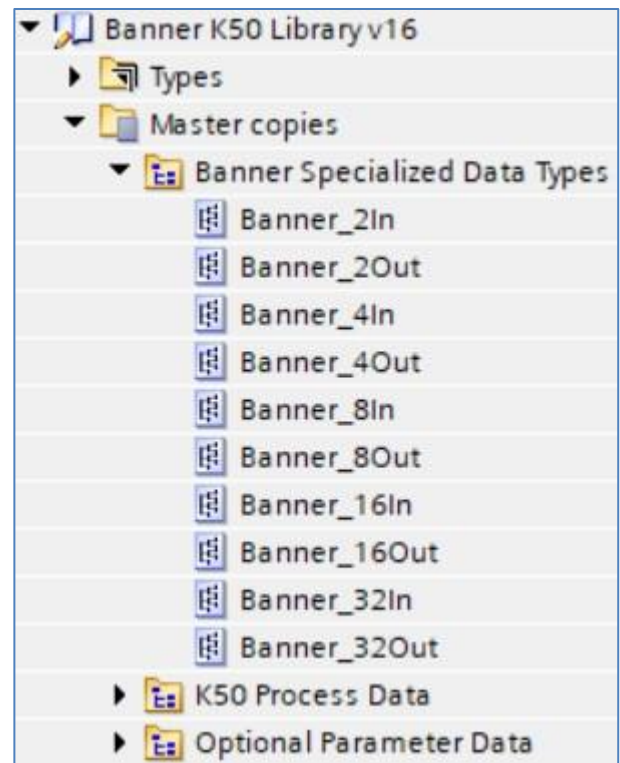 Banner K50 Library v16
Types
Master copies
Banner Specialized Data Types
Banner_2In
Banner_2Out
Banner_4In
Banner_4Out
Banner_8In
Banner_8Out
Banner_16In
Banner_16Out
Banner_32In
Banner_32Out
K50 Process Data
Optional Parameter Data